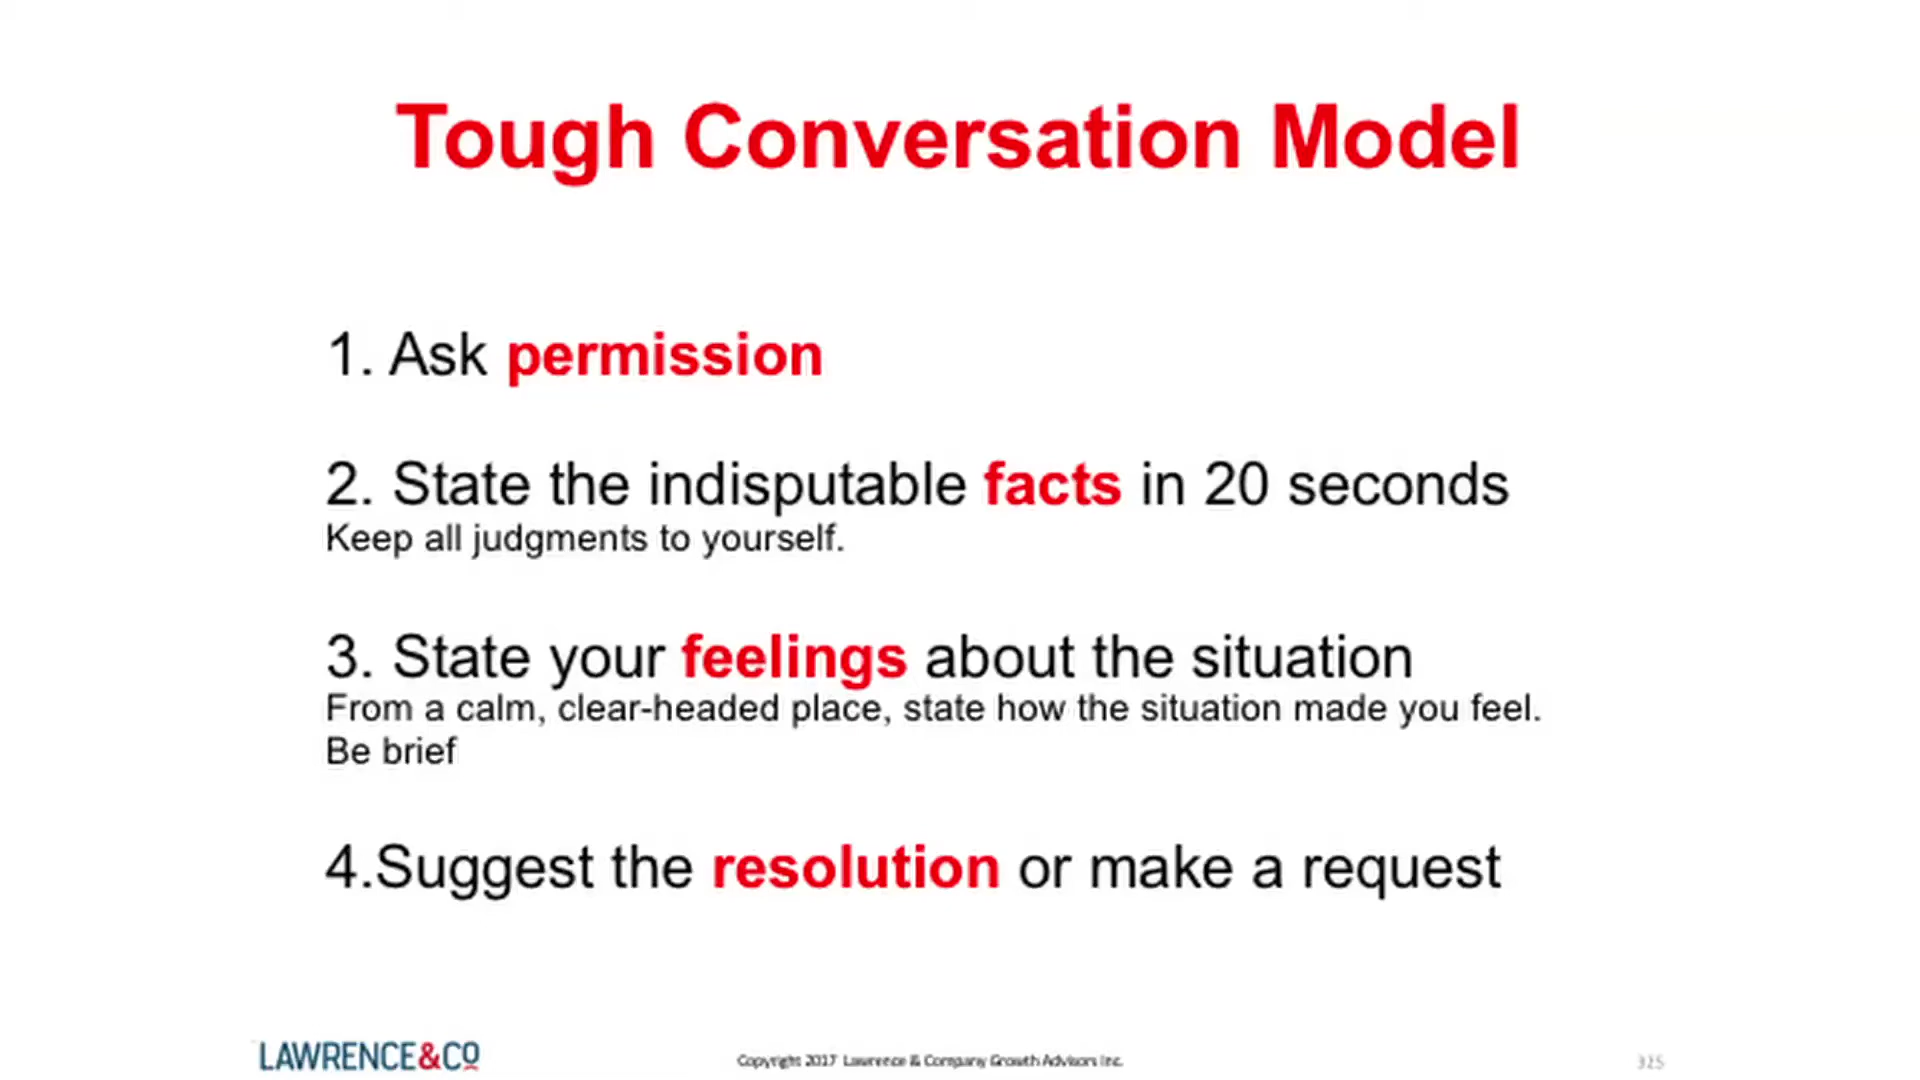 Tough Conversation Model
1. Ask permission
2. State the indisputable facts in 20 seconds
Keep all judgments to yourself.
3. State your feelings about the situation
From a calm, clear-headed place, state how the situation made you feel.
Be brief
4.Suggest the resolution or make a request
LAWRENCE&CO
Copyright 2017 Lawrence & Company Growth Advisors Inc.
325